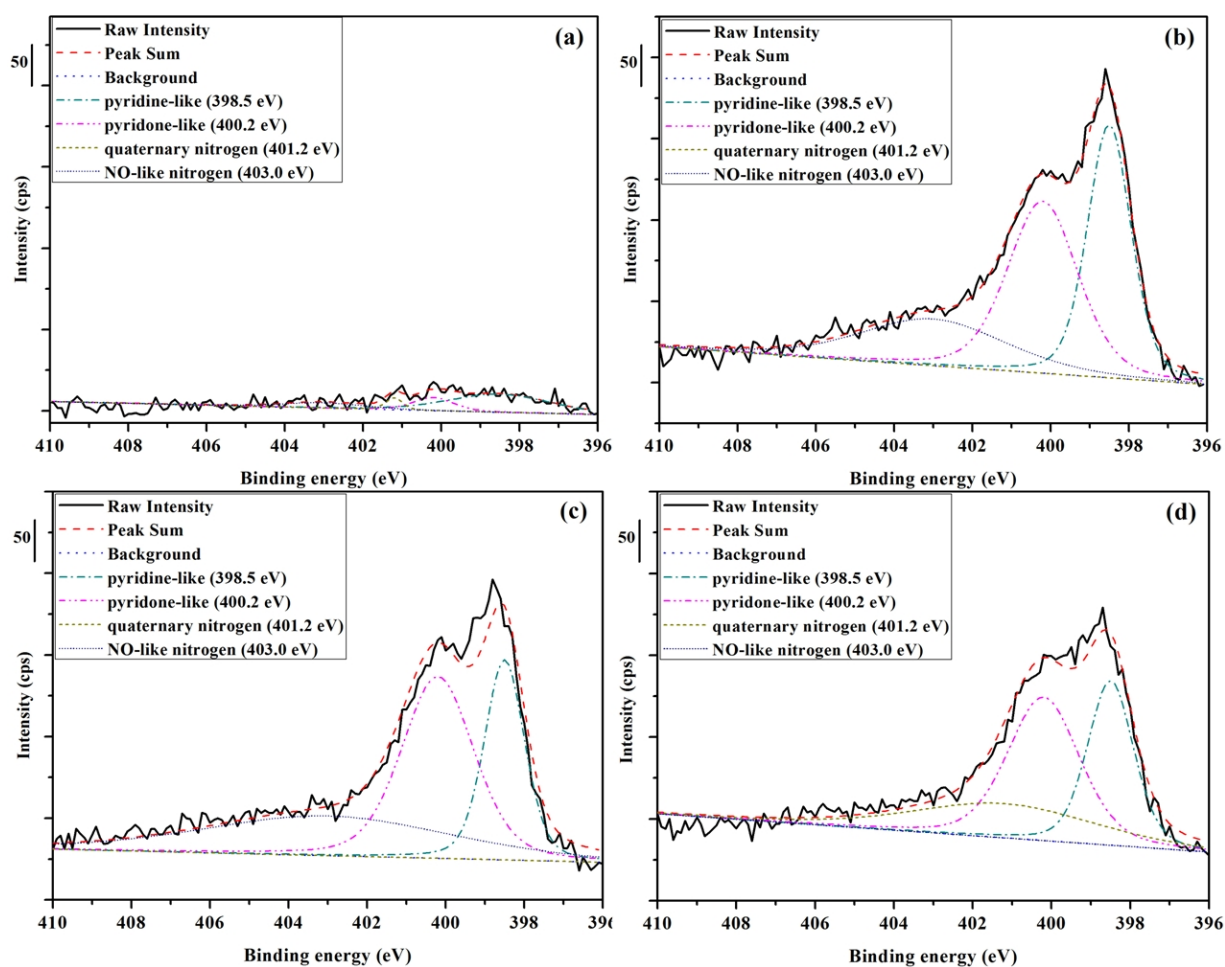 (a)
50
Raw Intensity
Peak Sum
Background
pyridine-like (398.5 eV)
pyridone-like (400.2 eV)
quaternary nitrogen (401.2 eV)
NO-like nitrogen (403.0 eV)
Intensity (cps)
410 408 406 404 402 400 398 396
Binding energy (eV)
(b)
50
Raw Intensity
Peak Sum
Background
pyridine-like (398.5 eV)
pyridone-like (400.2 eV)
quaternary nitrogen (401.2 eV)
NO-like nitrogen (403.0 eV)
Intensity (cps)
410 408 406 404 402 400 398 396
Binding energy (eV)
(c)
50
Raw Intensity
Peak Sum
Background
pyridine-like (398.5 eV)
pyridone-like (400.2 eV)
quaternary nitrogen (401.2 eV)
NO-like nitrogen (403.0 eV)
Intensity (cps)
410 408 406 404 402 400 398 396
Binding energy (eV)
(d)
50
Raw Intensity
Peak Sum
Background
pyridine-like (398.5 eV)
pyridone-like (400.2 eV)
quaternary nitrogen (401.2 eV)
NO-like nitrogen (403.0 eV)
Intensity (cps)
410 408 406 404 402 400 398 396
Binding energy (eV)